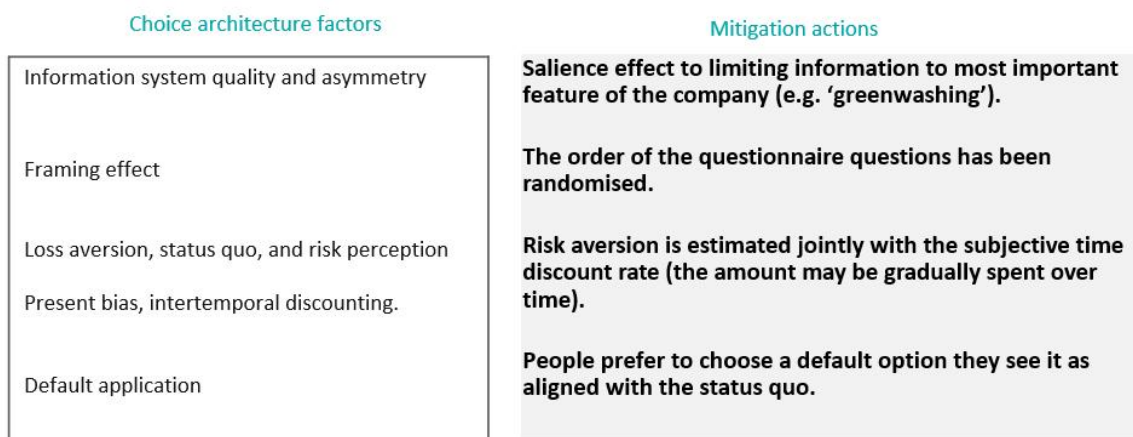 Choice architecture factors
Mitigation actions
Information system quality and asymmetry
Salience effect to limiting information to most important
feature of the company (e.g. ‘greenwashing’).
Framing effect
The order of the questionnaire questions has been
randomised.
Loss aversion, status quo, and risk perception
Risk aversion is estimated jointly with the subjective time
discount rate (the amount may be gradually spent over
time).
Present bias, intertemporal discounting.
Default application
People prefer to choose a default option they see it as
aligned with the status quo.